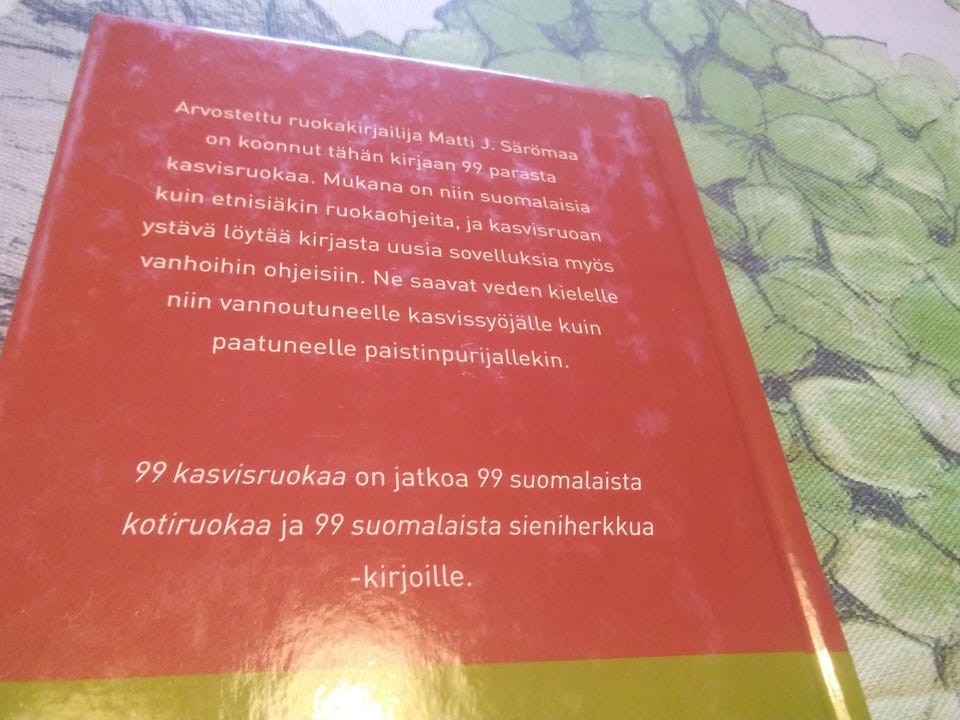 Arvostettu ruokakirjailija Matti J. Särömaa
on koonnut tähän kirjaan 99 parasta
kasvisruokaa. Mukana on niin suomalaisia
kuin etnisiäkin ruokaohjeita, ja kasvisruoan
ystävä löytää kirjasta uusia sovelluksia myös
vanhoihin ohjeisiin. Ne saavat veden kielelle
niin vannoutuneelle kasvissyöjälle kuin
paatuneelle paistinpurijallekin.
99 kasvisruokaa on jatkoa 99 suomalaista
kotiruokaa ja 99 suomalaista sieniherkkua
-kirjoille.